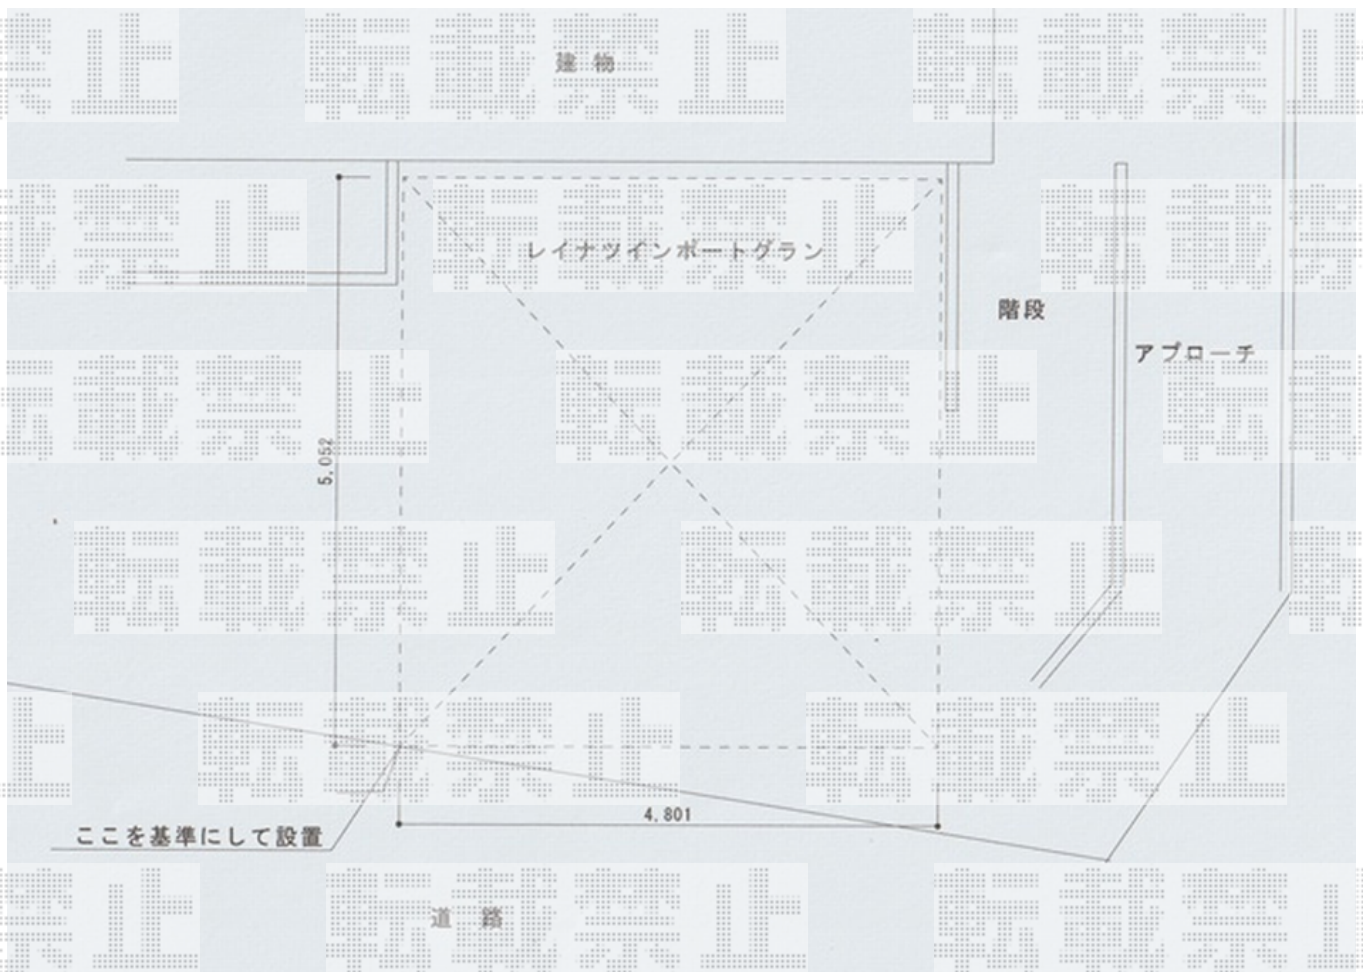 建物
レイナツインポートグラン
階段
アプローチ
5,052
4,801
ここを基準にして設置
道路
転載禁止